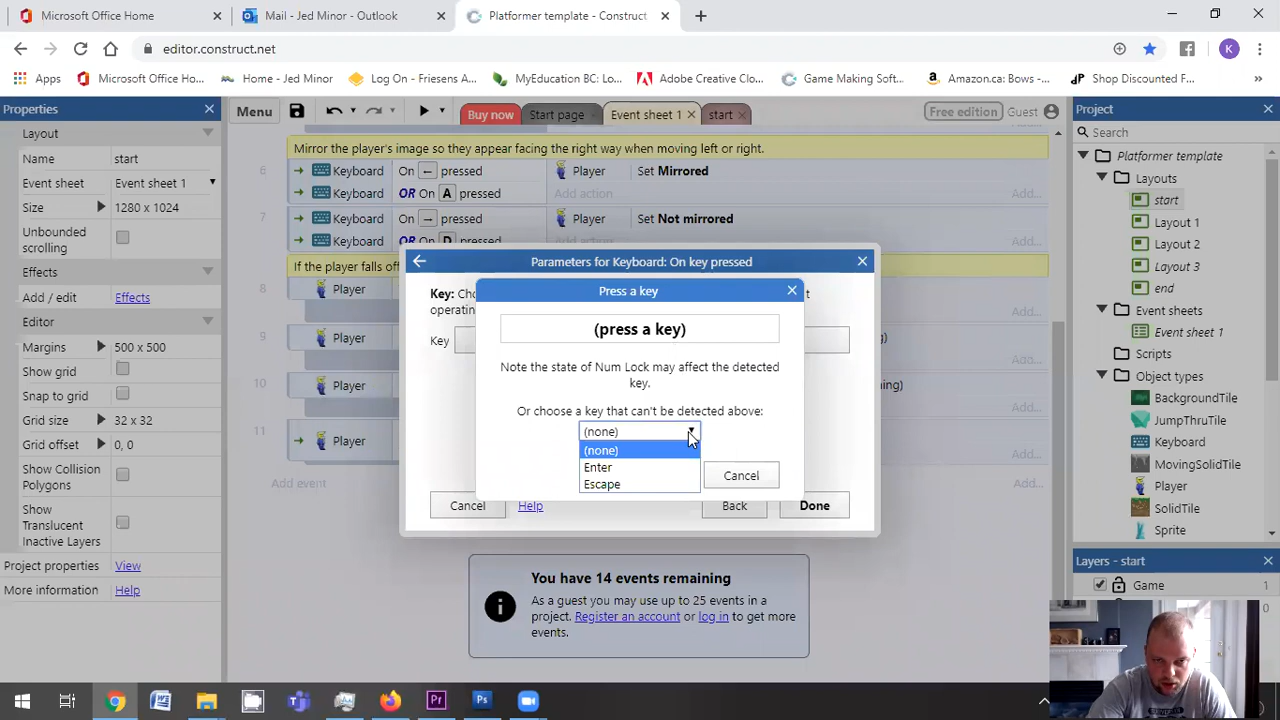 Microsoft Office Home
Mail - Jed Minor - Outlook
Platformer template - Construct
editor.construct.net
K
Apps
Microsoft Office Ho...
Home - Jed Minor -...
Log On - Friesens A...
MyEducation BC: Lo...
Adobe Creative Clou...
Game Making Soft...
Amazon.ca: Bows -...
Shop Discounted F...
Properties
Menu
Buy now
Start page
Event sheet 1
start
Free edition
Guest
Project
Layout
Name
start
Event sheet
Event sheet 1
Size
1280 x 1024
Unbounded
scrolling
Effects
Add / edit
Effects
Editor
Margins
500 x 500
Show grid
Snap to grid
Grid size
32 x 32
Grid offset
0, 0
Show Collision
Polygons
Show
Translucent
Inactive Layers
Project properties
View
More information
Help
Mirror the player's image so they appear facing the right way when moving left or right.
6
Keyboard
On ← pressed
Player
Set Mirrored
Keyboard
OR On A pressed
Add action
Add...
7
Keyboard
On → pressed
Player
Set Not mirrored
Keyboard
OR On D pressed
Add action
Add...
If the player falls off
8
Player
Add...
9
Player
Add...
10
Player
Add...
11
Player
Add...
Add event
Add...
Parameters for Keyboard: On key pressed
Key:
Key
Cancel
Help
Back
Done
Press a key
(press a key)
Note the state of Num Lock may affect the detected
key.
Or choose a key that can't be detected above:
(none)
(none)
Enter
Escape
Cancel
You have 14 events remaining
As a guest you may use up to 25 events in a
project. Register an account or log in to get more
events.
Search
Platformer template
Layouts
start
Layout 1
Layout 2
Layout 3
end
Event sheets
Event sheet 1
Scripts
Object types
BackgroundTile
JumpThruTile
Keyboard
MovingSolidTile
Player
SolidTile
Sprite
Layers - start
Game
1
0